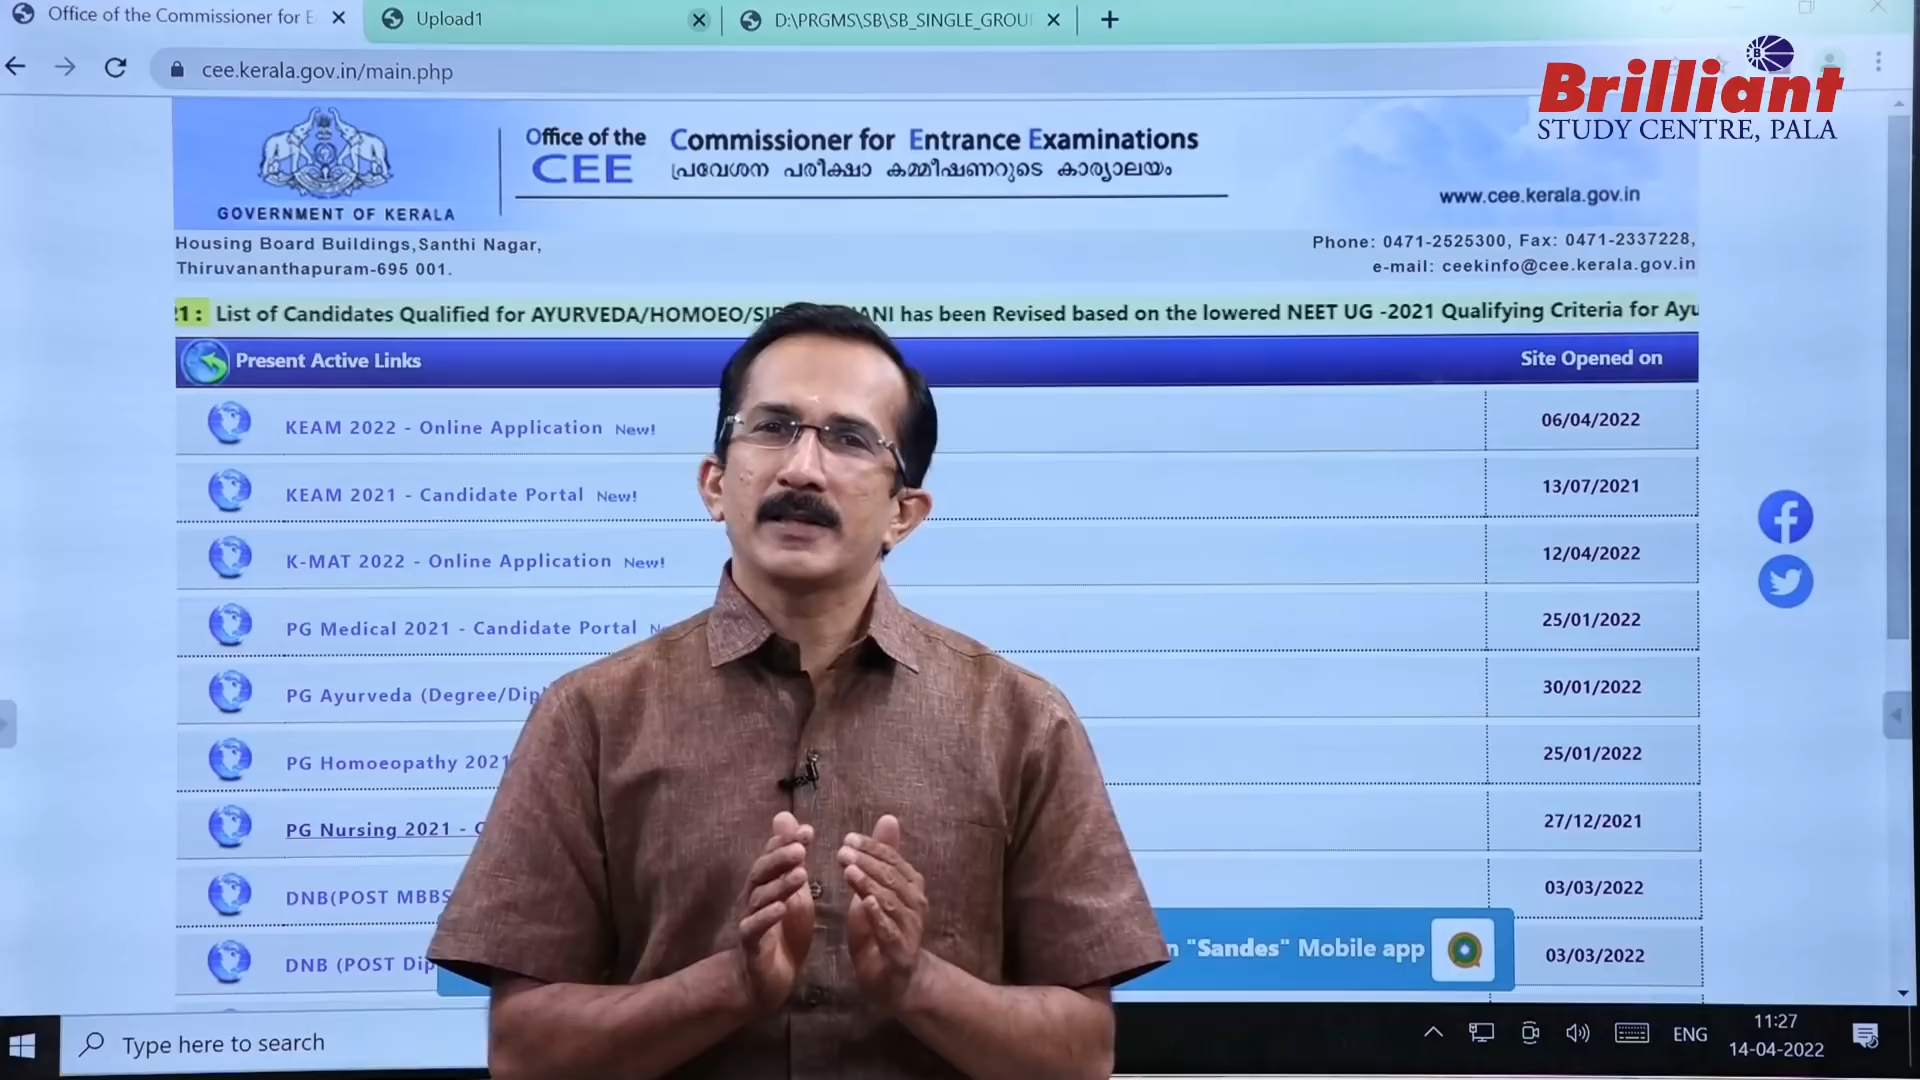 Office of the Commissioner for E
Upload1
D:\PRGMS\SB\SB_SINGLE_GROU
cee.kerala.gov.in/main.php
Brilliant
STUDY CENTRE, PALA
Office of the
CEE
Commissioner for Entrance Examinations
പ്രവേശന പരീക്ഷാ കമ്മീഷണറുടെ കാര്യാലയം
GOVERNMENT OF KERALA
www.cee.kerala.gov.in
Housing Board Buildings,Santhi Nagar,
Thiruvananthapuram-695 001.
Phone: 0471-2525300, Fax: 0471-2337228,
e-mail: ceekinfo@cee.kerala.gov.in
21 : List of Candidates Qualified for AYURVEDA/HOMOEO/SI ANI has been Revised based on the lowered NEET UG -2021 Qualifying Criteria for Ayu
Present Active Links Site Opened on
KEAM 2022 - Online Application New! 06/04/2022
KEAM 2021 - Candidate Portal New! 13/07/2021
K-MAT 2022 - Online Application New! 12/04/2022
PG Medical 2021 - Candidate Portal 25/01/2022
PG Ayurveda (Degree/Dipl 30/01/2022
PG Homoeopathy 2021 25/01/2022
PG Nursing 2021 - C 27/12/2021
DNB(POST MBBS 03/03/2022
DNB (POST Dip 03/03/2022
"Sandes" Mobile app
Type here to search
ENG
11:27
14-04-2022